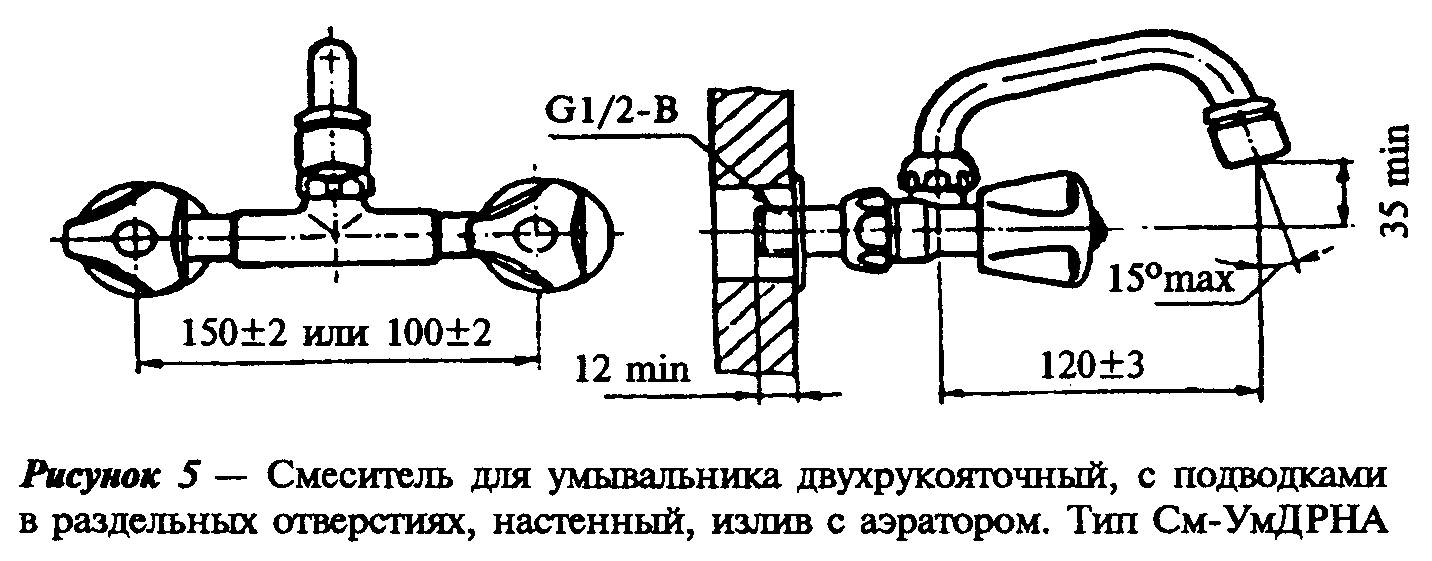 G1/2-B
35 min
15°max
150±2 или 100±2
12 min
120±3
Рисунок 5 — Смеситель для умывальника двухрукояточный, с подводками
в раздельных отверстиях, настенный, излив с аэратором. Тип См-УмДРНА